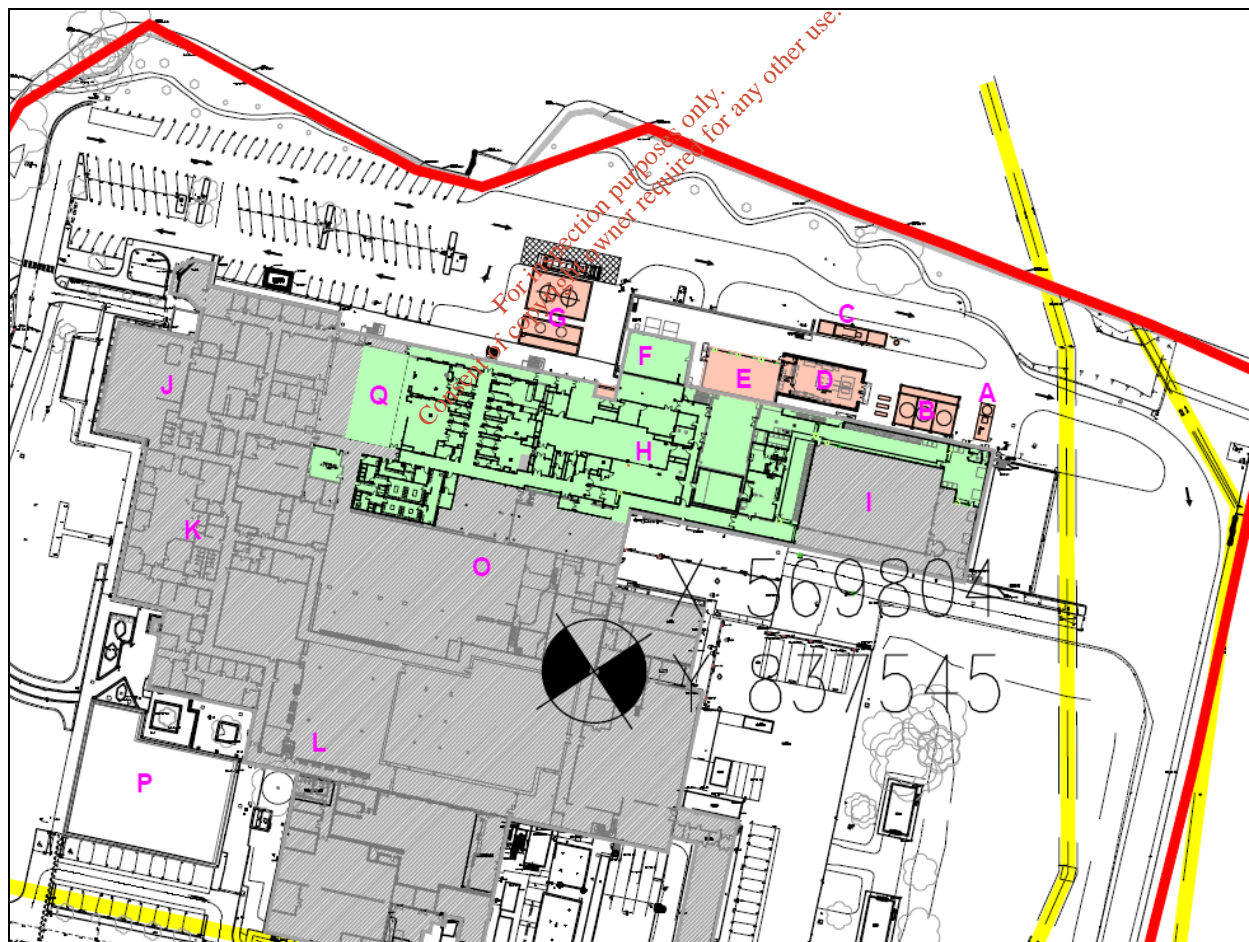 For inspection purposes only.
Consent of copyright owner required for any other use.
C
G
F
E
D
A
B
J
Q
H
I
K
O
X 569804
Y 837545
L
P